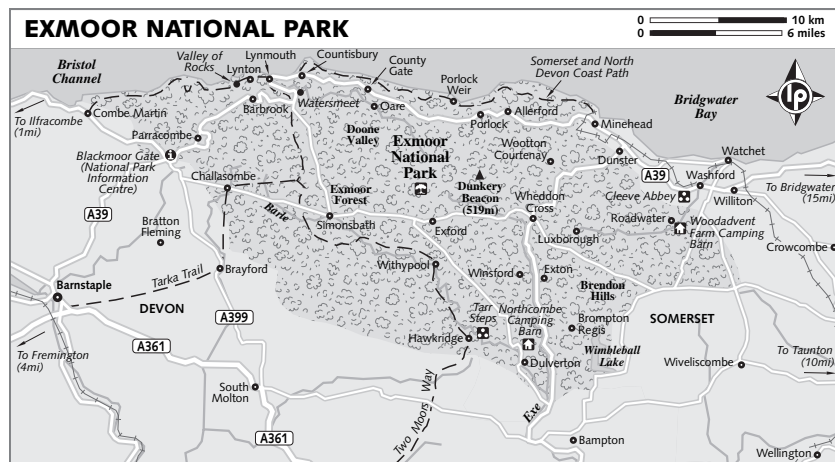 EXMOOR NATIONAL PARK
0 10 km
0 6 miles
Bristol
Channel
Valley of
Rocks
Lynmouth
Lynton
Countisbury
County
Gate
Porlock
Weir
Somerset and North
Devon Coast Path
Bridgwater
Bay
lp
To Ilfracombe
(1mi)
Combe Martin
Barbrook
Watersmeet
Oare
Allerford
Porlock
Minehead
Parracombe
Doone
Valley
Exmoor
National
Park
Wootton
Courtenay
Dunster
Watchet
A39
Washford
Williton
To Bridgwater
(15mi)
Blackmoor Gate
(National Park
Information
Centre)
Challasombe
Exmoor
Forest
Dunkery
Beacon
(519m)
Wheddon
Cross
Cleeve Abbey
Roadwater
Woodadvent
Farm Camping
Barn
A39
Barle
Simonsbath
Exford
Luxborough
Crowcombe
Bratton
Fleming
Withypool
Winsford
Exton
Brendon
Hills
Barnstaple
Tarka Trail
Brayford
DEVON
A399
Tarr
Steps
Northcombe
Camping
Barn
Brompton
Regis
SOMERSET
Hawkridge
Wimbleball
Lake
A361
To Fremington
(4mi)
Dulverton
Wiveliscombe
To Taunton
(10mi)
South
Molton
Two Moors Way
Exe
A361
Bampton
Wellington